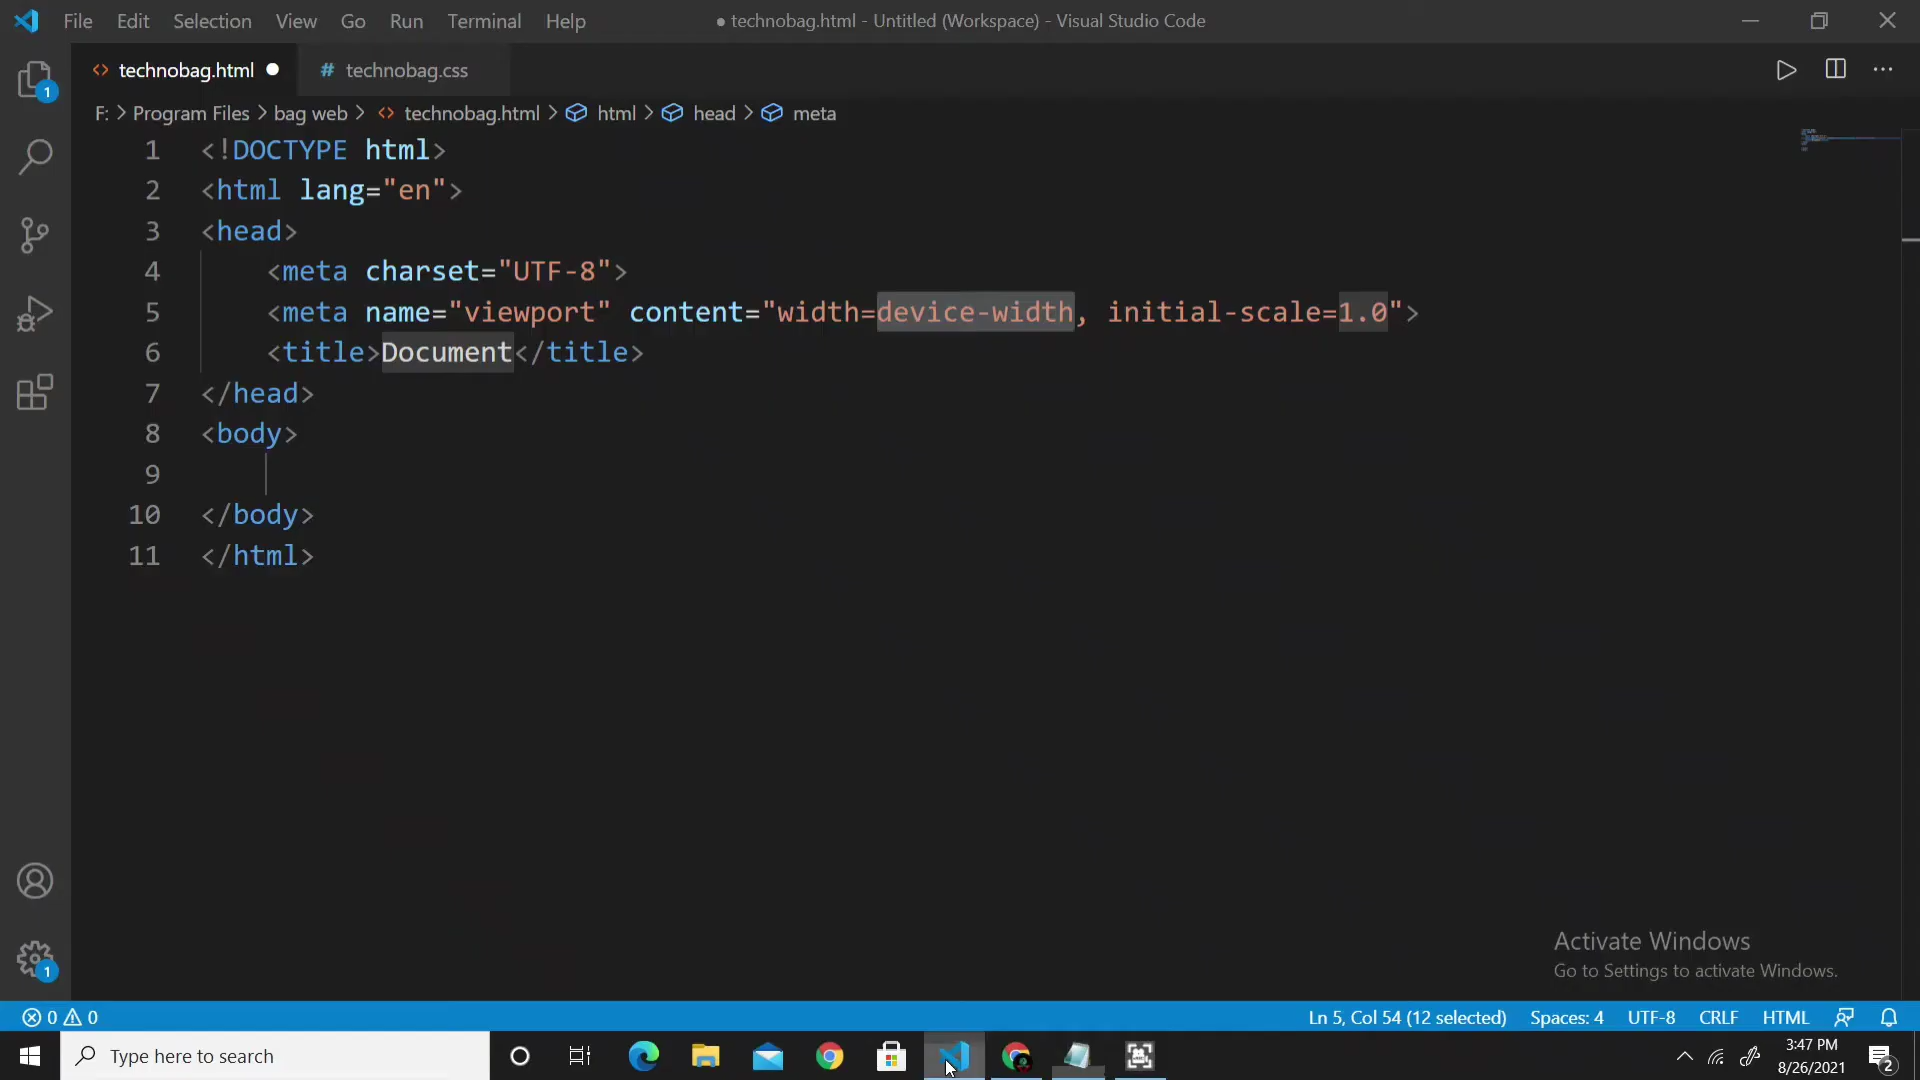 File Edit Selection View Go Run Terminal Help ● technobag.html - Untitled (Workspace) - Visual Studio Code
technobag.html # technobag.css
F: > Program Files > bag web > technobag.html > html > head > meta
1 <!DOCTYPE html>
2 <html lang="en">
3 <head>
4 <meta charset="UTF-8">
5 <meta name="viewport" content="width=device-width, initial-scale=1.0">
6 <title>Document</title>
7 </head>
8 <body>
9
10 </body>
11 </html>
1
1
Activate Windows
Go to Settings to activate Windows.
0 0 Ln 5, Col 54 (12 selected) Spaces: 4 UTF-8 CRLF HTML
Type here to search
3:47 PM
8/26/2021
2